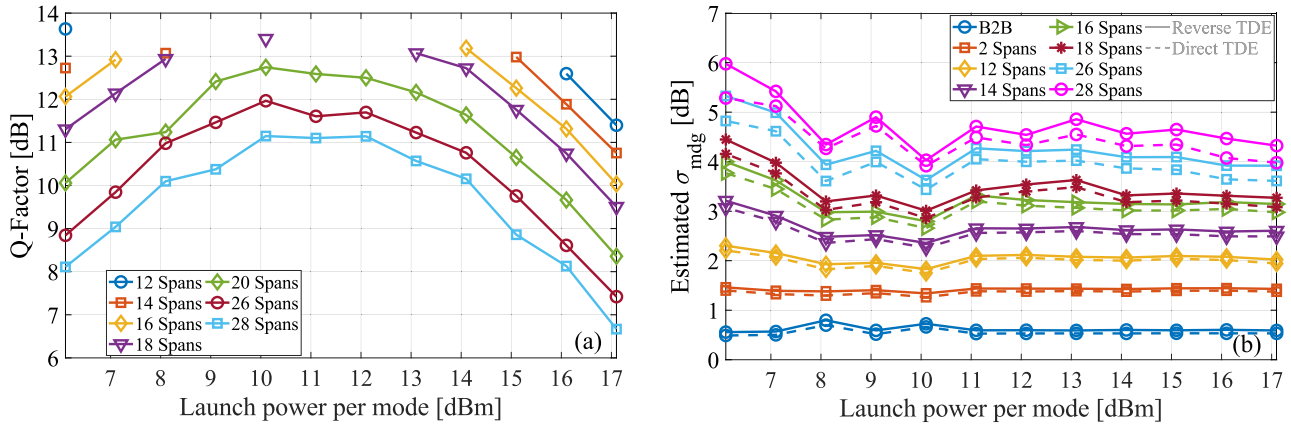 14
13
12
11
10
9
8
7
6
Q-Factor [dB]
7 8 9 10 11 12 13 14 15 16 17
Launch power per mode [dBm]
12 Spans
14 Spans
16 Spans
18 Spans
20 Spans
26 Spans
28 Spans
(a)
7
6
5
4
3
2
1
0
Estimated σmdg [dB]
7 8 9 10 11 12 13 14 15 16 17
Launch power per mode [dBm]
B2B
2 Spans
12 Spans
14 Spans
16 Spans
18 Spans
26 Spans
28 Spans
Reverse TDE
Direct TDE
(b)